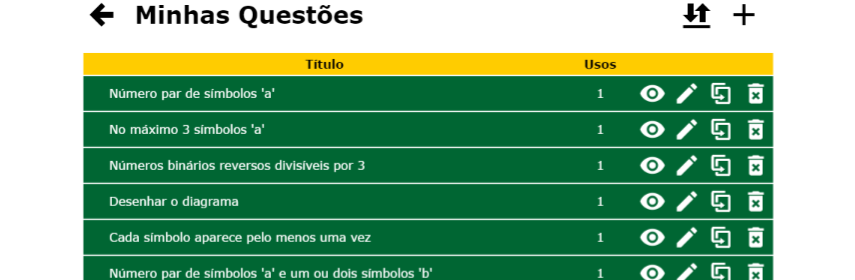 Minhas Questões
Título Usos
Número par de símbolos 'a' 1
No máximo 3 símbolos 'a' 1
Números binários reversos divisíveis por 3 1
Desenhar o diagrama 1
Cada símbolo aparece pelo menos uma vez 1
Número par de símbolos 'a' e um ou dois símbolos 'b' 1